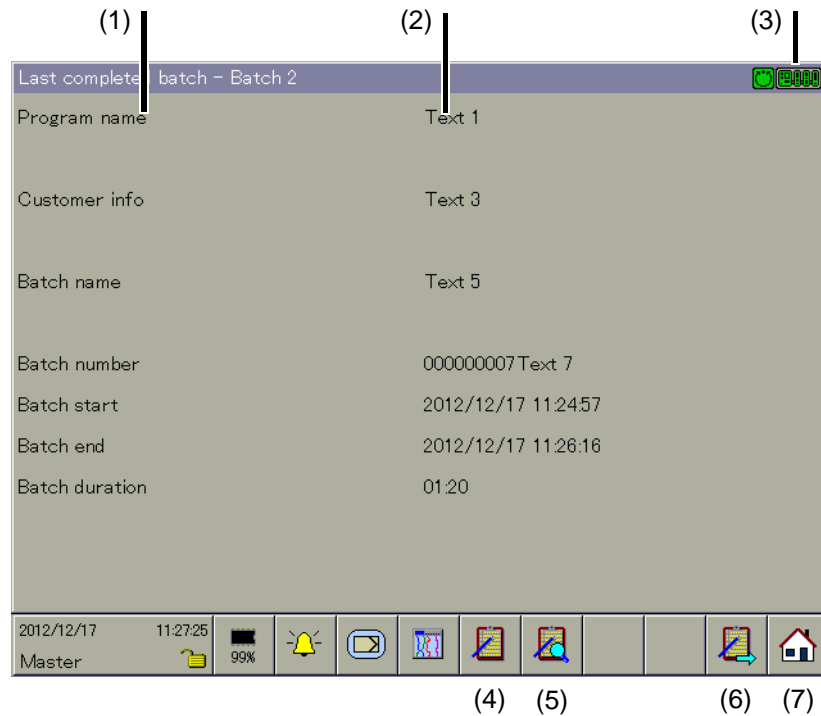 (1) (2) (3)
Last completed batch - Batch 2
Program name Text 1
Customer info Text 3
Batch name Text 5
Batch number 000000007Text 7
Batch start 2012/12/17 11:24:57
Batch end 2012/12/17 11:26:16
Batch duration 01:20
2012/12/17 11:27:25
Master 99%
(4) (5) (6) (7)